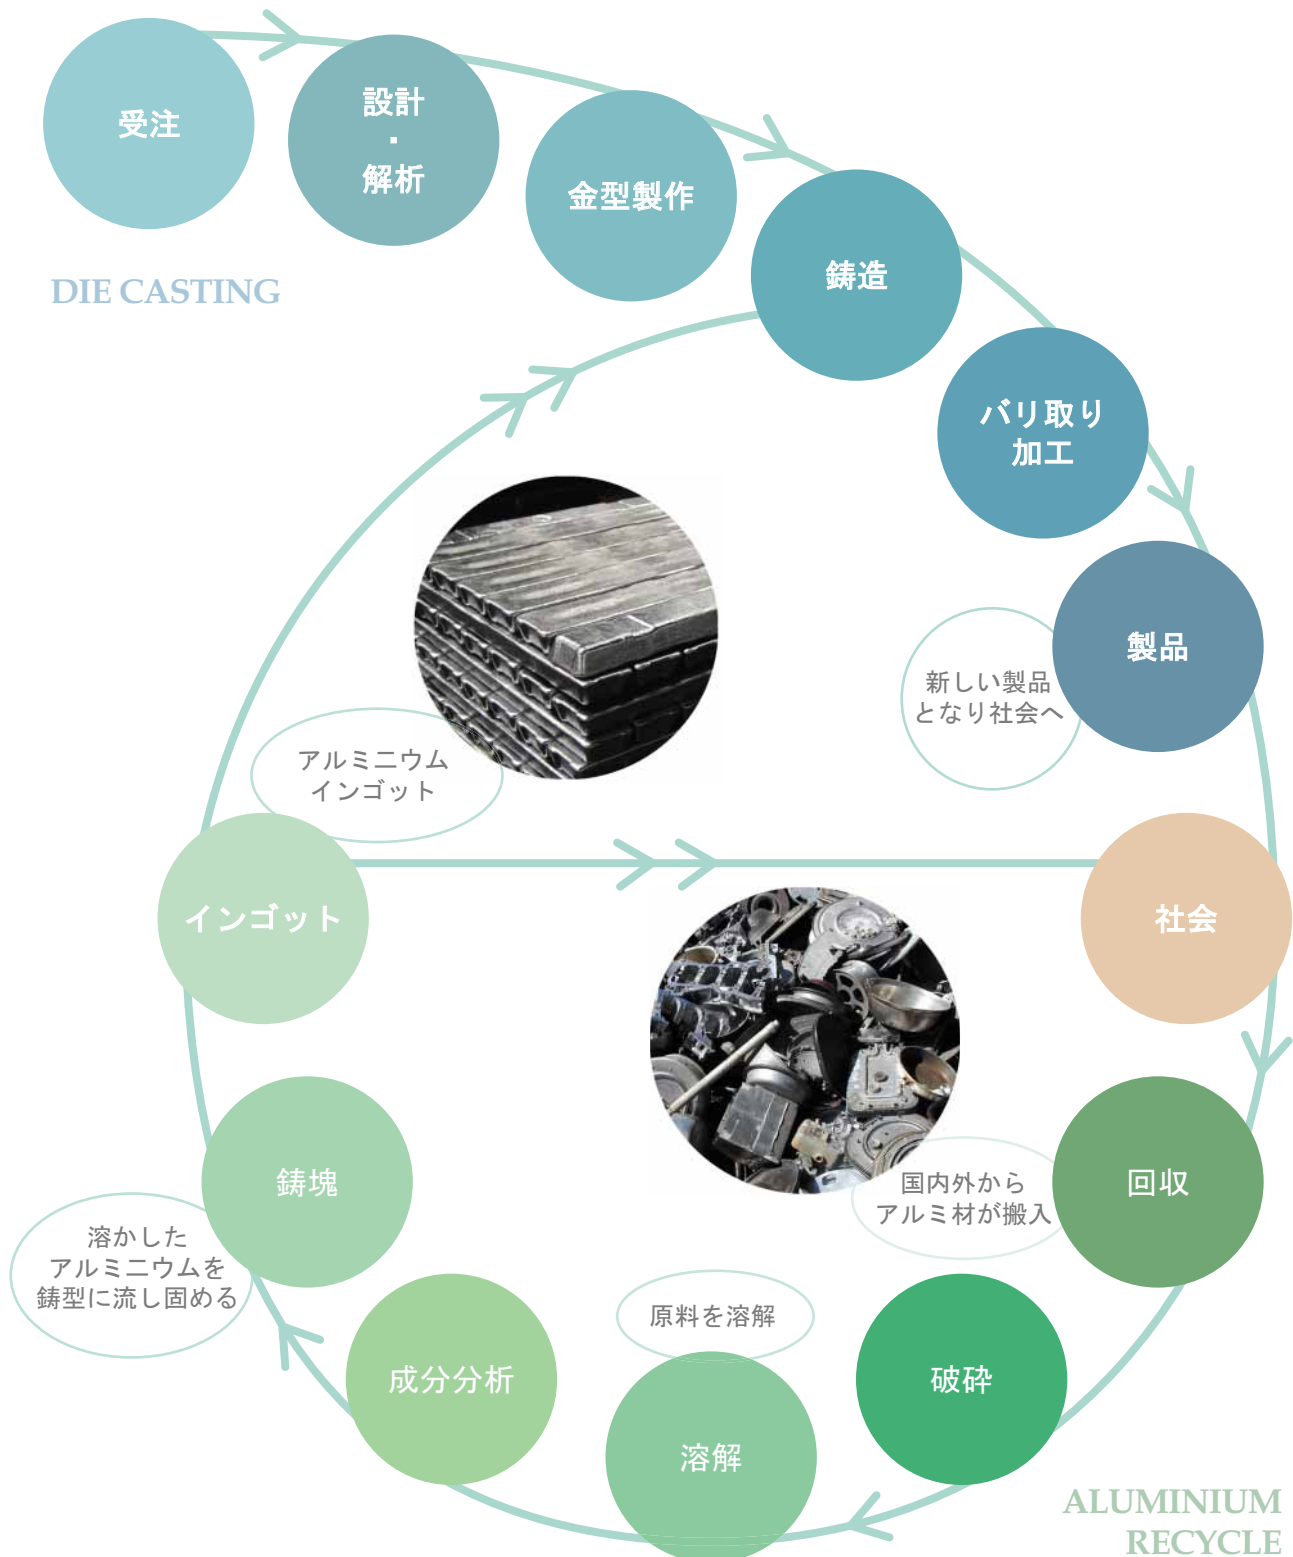 受注
設計
・
解析
金型製作
鋳造
DIE CASTING
バリ取り
加工
製品
新しい製品
となり社会へ
アルミニウム
インゴット
インゴット
社会
鋳塊
回収
国内外から
アルミ材が搬入
溶かした
アルミニウムを
鋳型に流し固める
原料を溶解
成分分析
破砕
溶解
ALUMINIUM
RECYCLE